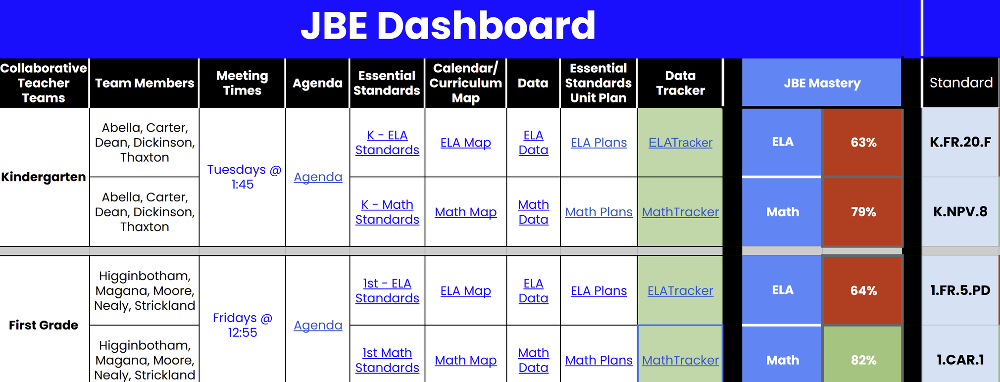 JBE Dashboard
Collaborative
Teacher
Teams
Team Members
Meeting
Times
Agenda
Essential
Standards
Calendar/
Curriculum
Map
Data
Essential
Standards
Unit Plan
Data
Tracker
JBE Mastery
Standard
Kindergarten
Abella, Carter,
Dean, Dickinson,
Thaxton
Tuesdays @
1:45
Agenda
K - ELA
Standards
ELA Map
ELA
Data
ELA Plans
ELATracker
ELA
63%
K.FR.20.F
Abella, Carter,
Dean, Dickinson,
Thaxton
K - Math
Standards
Math Map
Math
Data
Math Plans
MathTracker
Math
79%
K.NPV.8
First Grade
Higginbotham,
Magana, Moore,
Nealy, Strickland
Fridays @
12:55
Agenda
1st - ELA
Standards
ELA Map
ELA
Data
ELA Plans
ELATracker
ELA
64%
1.FR.5.PD
Higginbotham,
Magana, Moore,
Nealy, Strickland
1st Math
Standards
Math Map
Math
Data
Math Plans
MathTracker
Math
82%
1.CAR.1